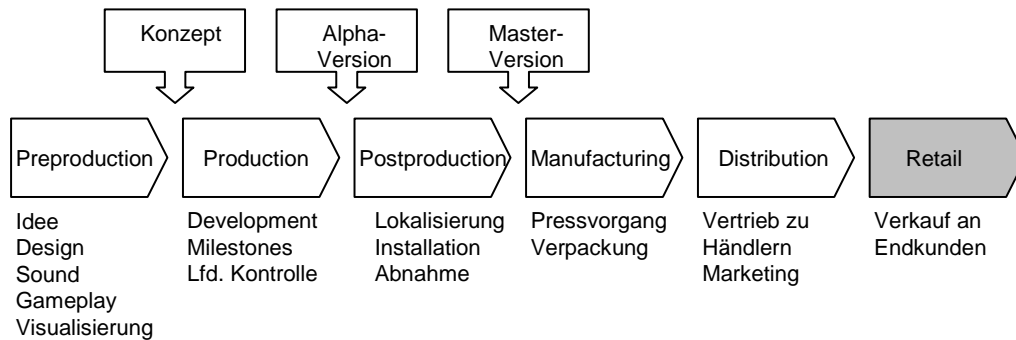 Konzept
Alpha-
Version
Master-
Version
Preproduction
Production
Postproduction
Manufacturing
Distribution
Retail
Idee
Design
Sound
Gameplay
Visualisierung
Development
Milestones
Lfd. Kontrolle
Lokalisierung
Installation
Abnahme
Pressvorgang
Verpackung
Vertrieb zu
Händlern
Marketing
Verkauf an
Endkunden